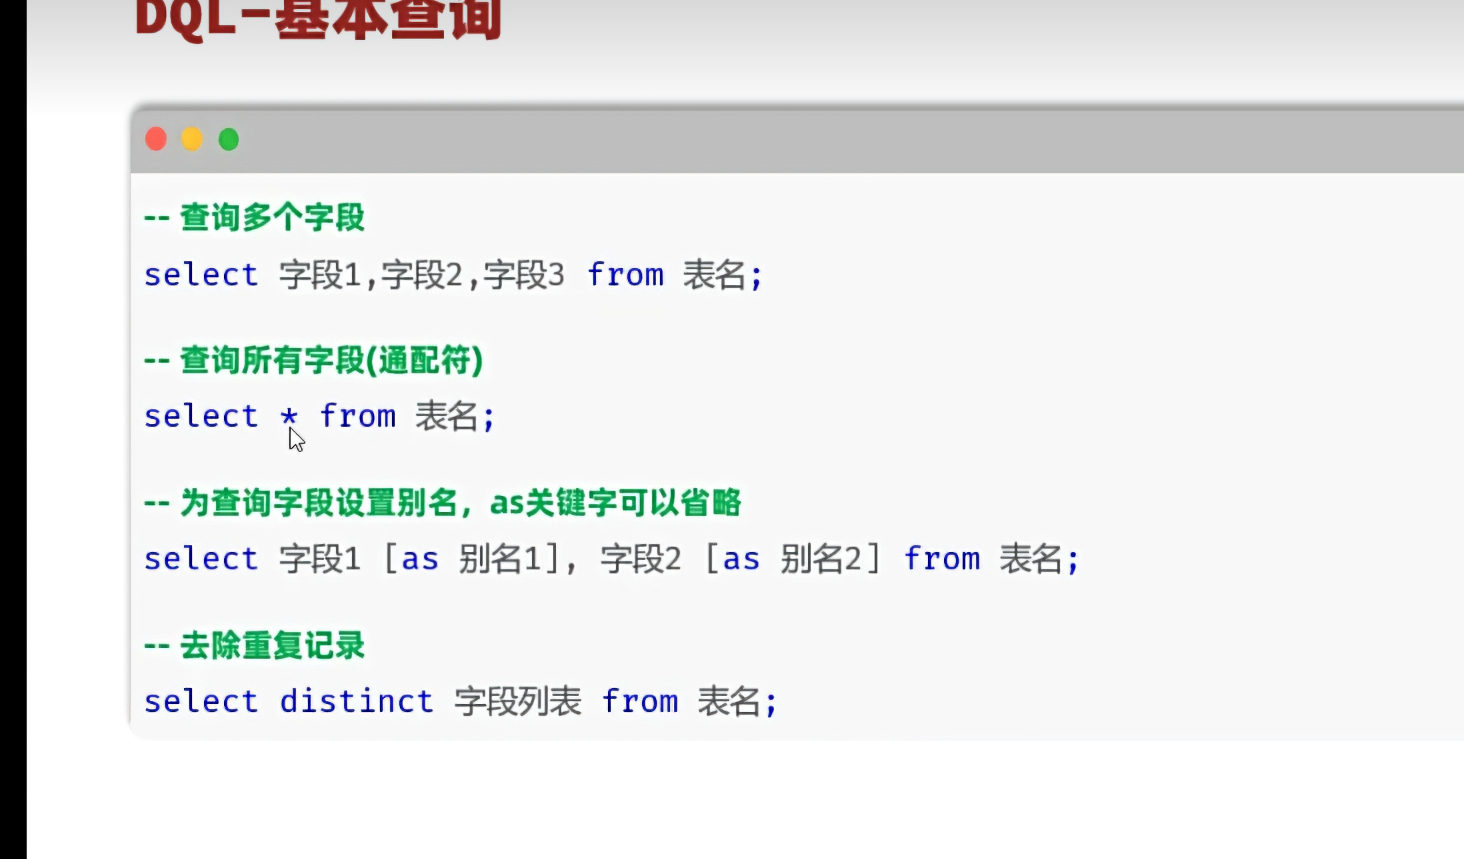 DQL-基本查询
-- 查询多个字段
select 字段1,字段2,字段3 from 表名;
-- 查询所有字段(通配符)
select * from 表名;
-- 为查询字段设置别名，as关键字可以省略
select 字段1 [as 别名1], 字段2 [as 别名2] from 表名;
-- 去除重复记录
select distinct 字段列表 from 表名;